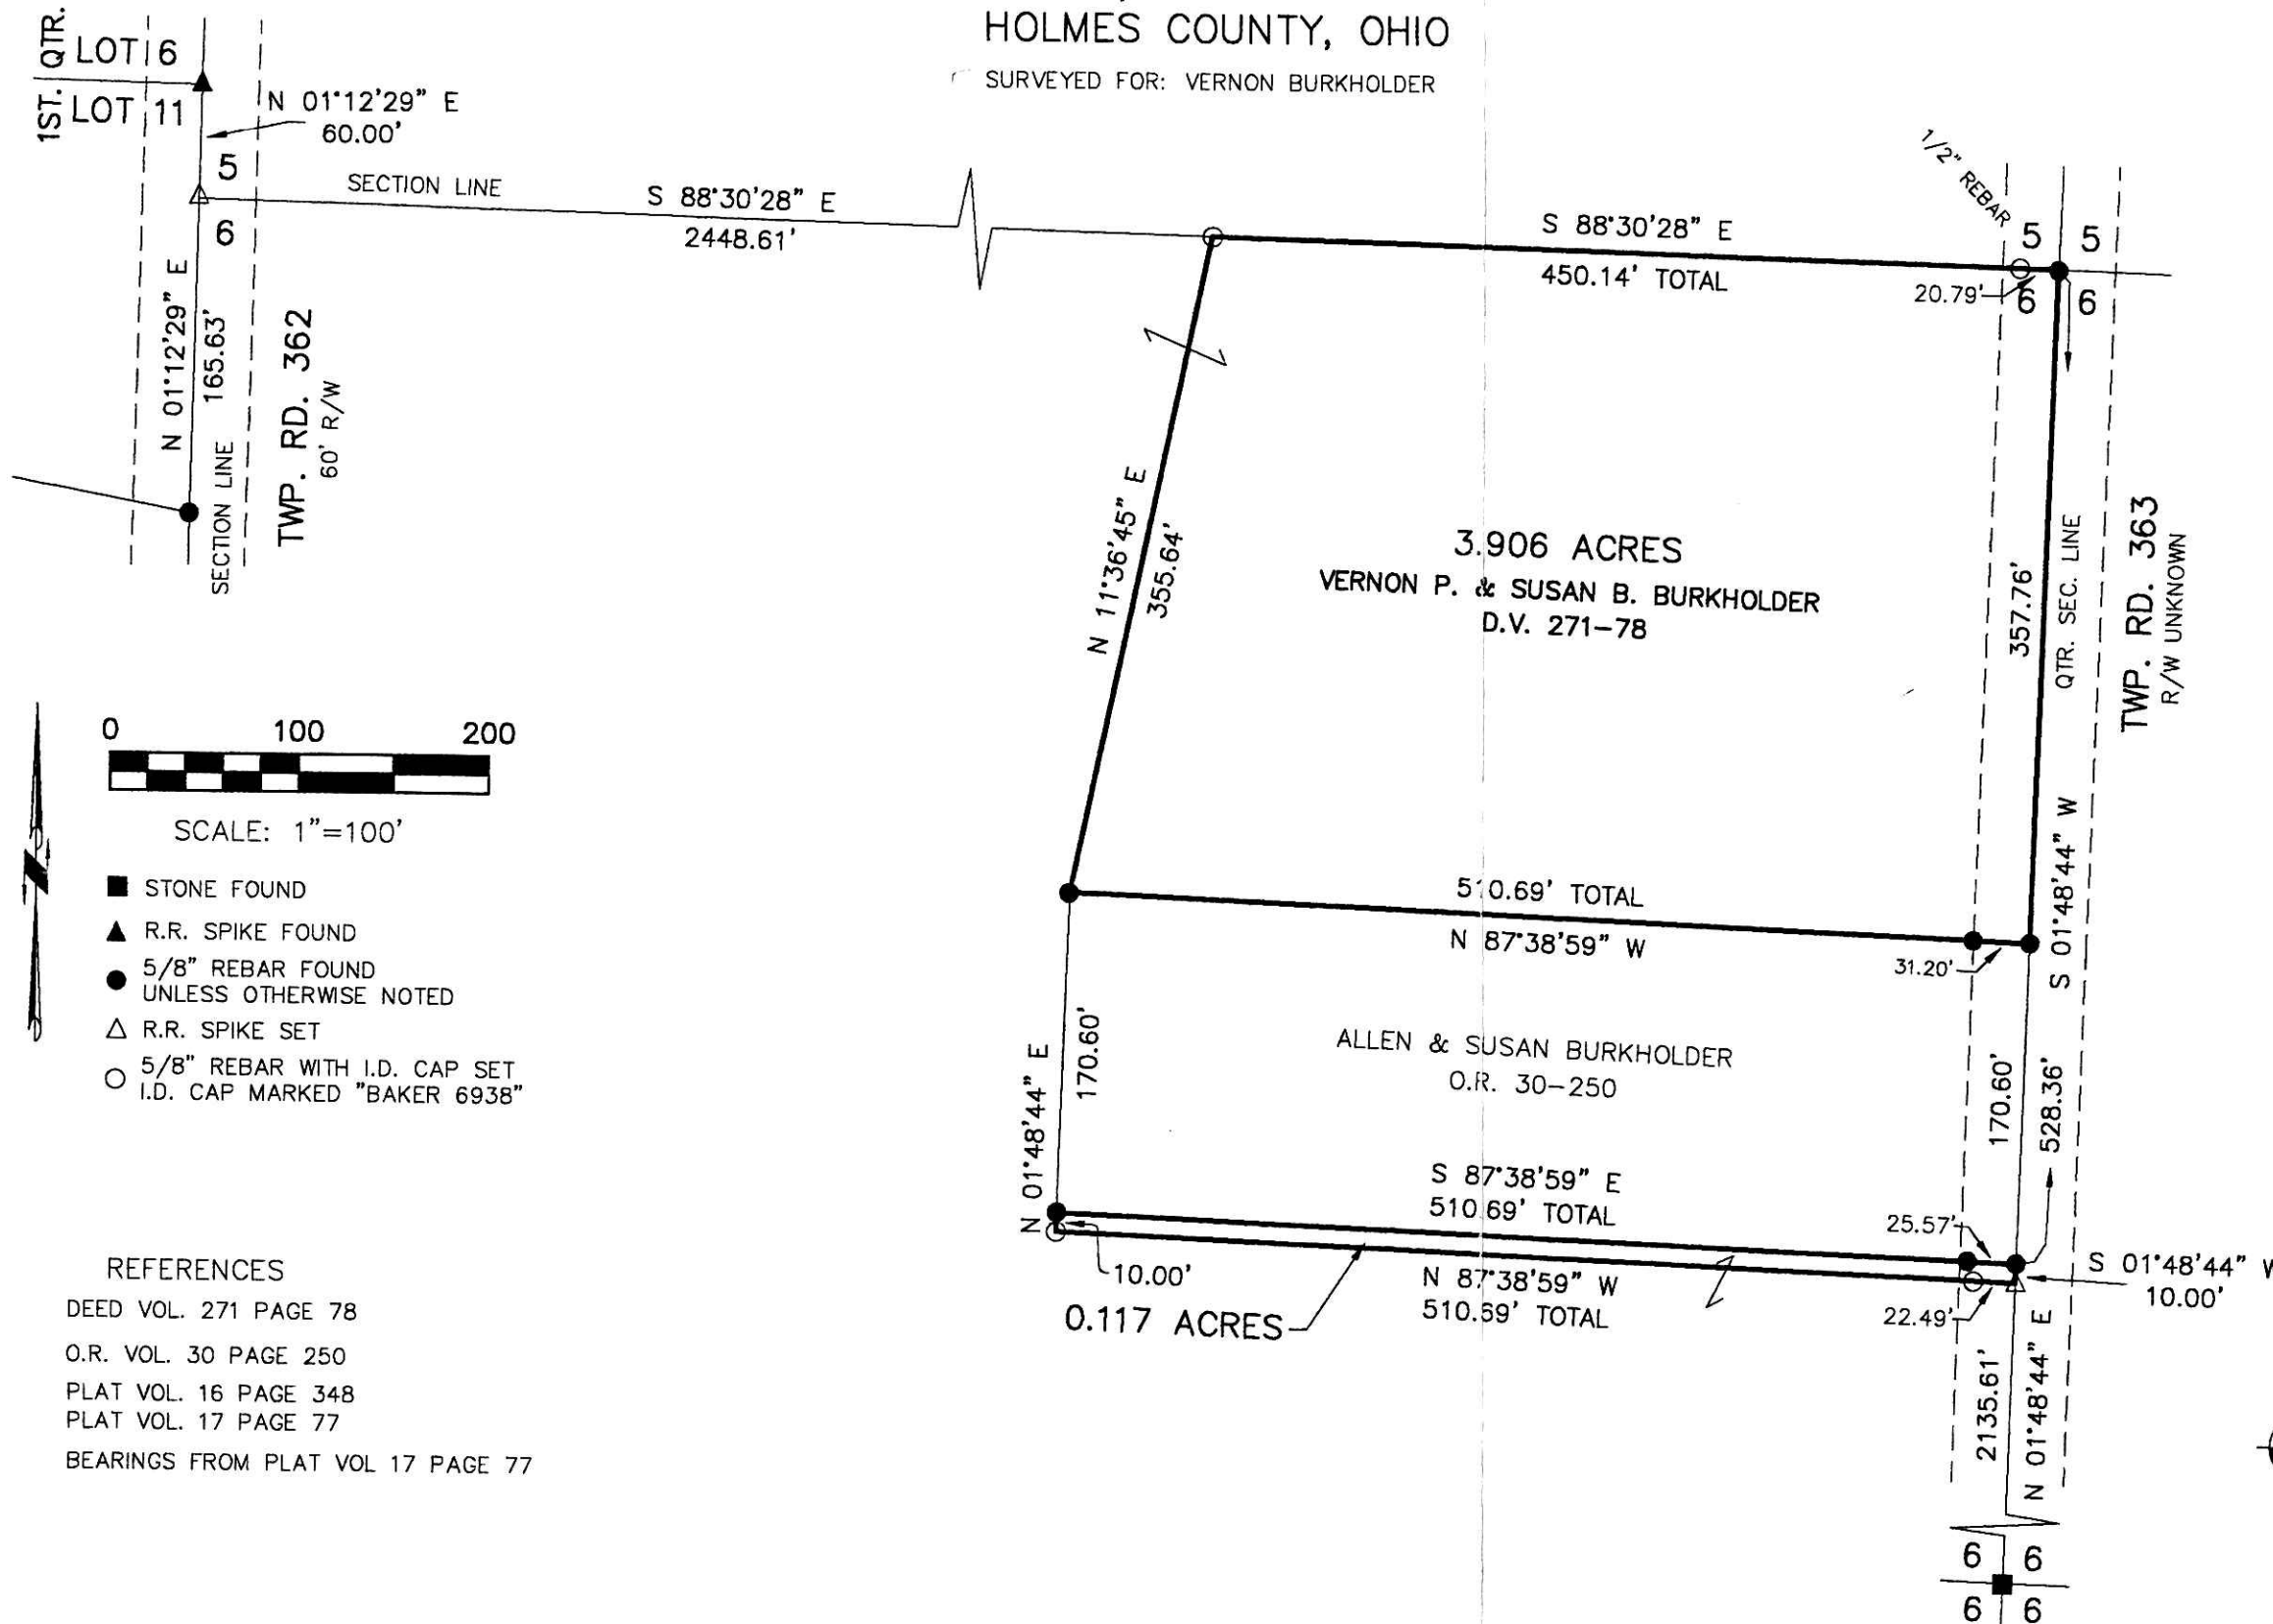 HOLMES COUNTY, OHIO
SURVEYED FOR: VERNON BURKHOLDER
1ST. QTR.
LOT 6
LOT 11
N 01°12'29" E
60.00'
5
6
SECTION LINE
S 88°30'28" E
2448.61'
N 01°12'29" E
165.63'
SECTION LINE
TWP. RD. 362
60' R/W
S 88°30'28" E
450.14' TOTAL
1/2" REBAR
20.79'
5
5
6
6
N 11°36'45" E
355.64'
3.906 ACRES
VERNON P. & SUSAN B. BURKHOLDER
D.V. 271-78
357.76'
QTR. SEC. LINE
S 01°48'44" W
528.36'
TWP. RD. 363
R/W UNKNOWN
0 100 200
SCALE: 1"=100'
STONE FOUND
R.R. SPIKE FOUND
5/8" REBAR FOUND
UNLESS OTHERWISE NOTED
R.R. SPIKE SET
5/8" REBAR WITH I.D. CAP SET
I.D. CAP MARKED "BAKER 6938"
510.69' TOTAL
N 87°38'59" W
31.20'
N 01°48'44" E
170.60'
ALLEN & SUSAN BURKHOLDER
O.R. 30-250
170.60'
S 87°38'59" E
510.69' TOTAL
25.57'
10.00'
0.117 ACRES
N 87°38'59" W
510.69' TOTAL
22.49'
S 01°48'44" W
10.00'
2135.61'
N 01°48'44" E
6 6
6 6
REFERENCES
DEED VOL. 271 PAGE 78
O.R. VOL. 30 PAGE 250
PLAT VOL. 16 PAGE 348
PLAT VOL. 17 PAGE 77
BEARINGS FROM PLAT VOL 17 PAGE 77